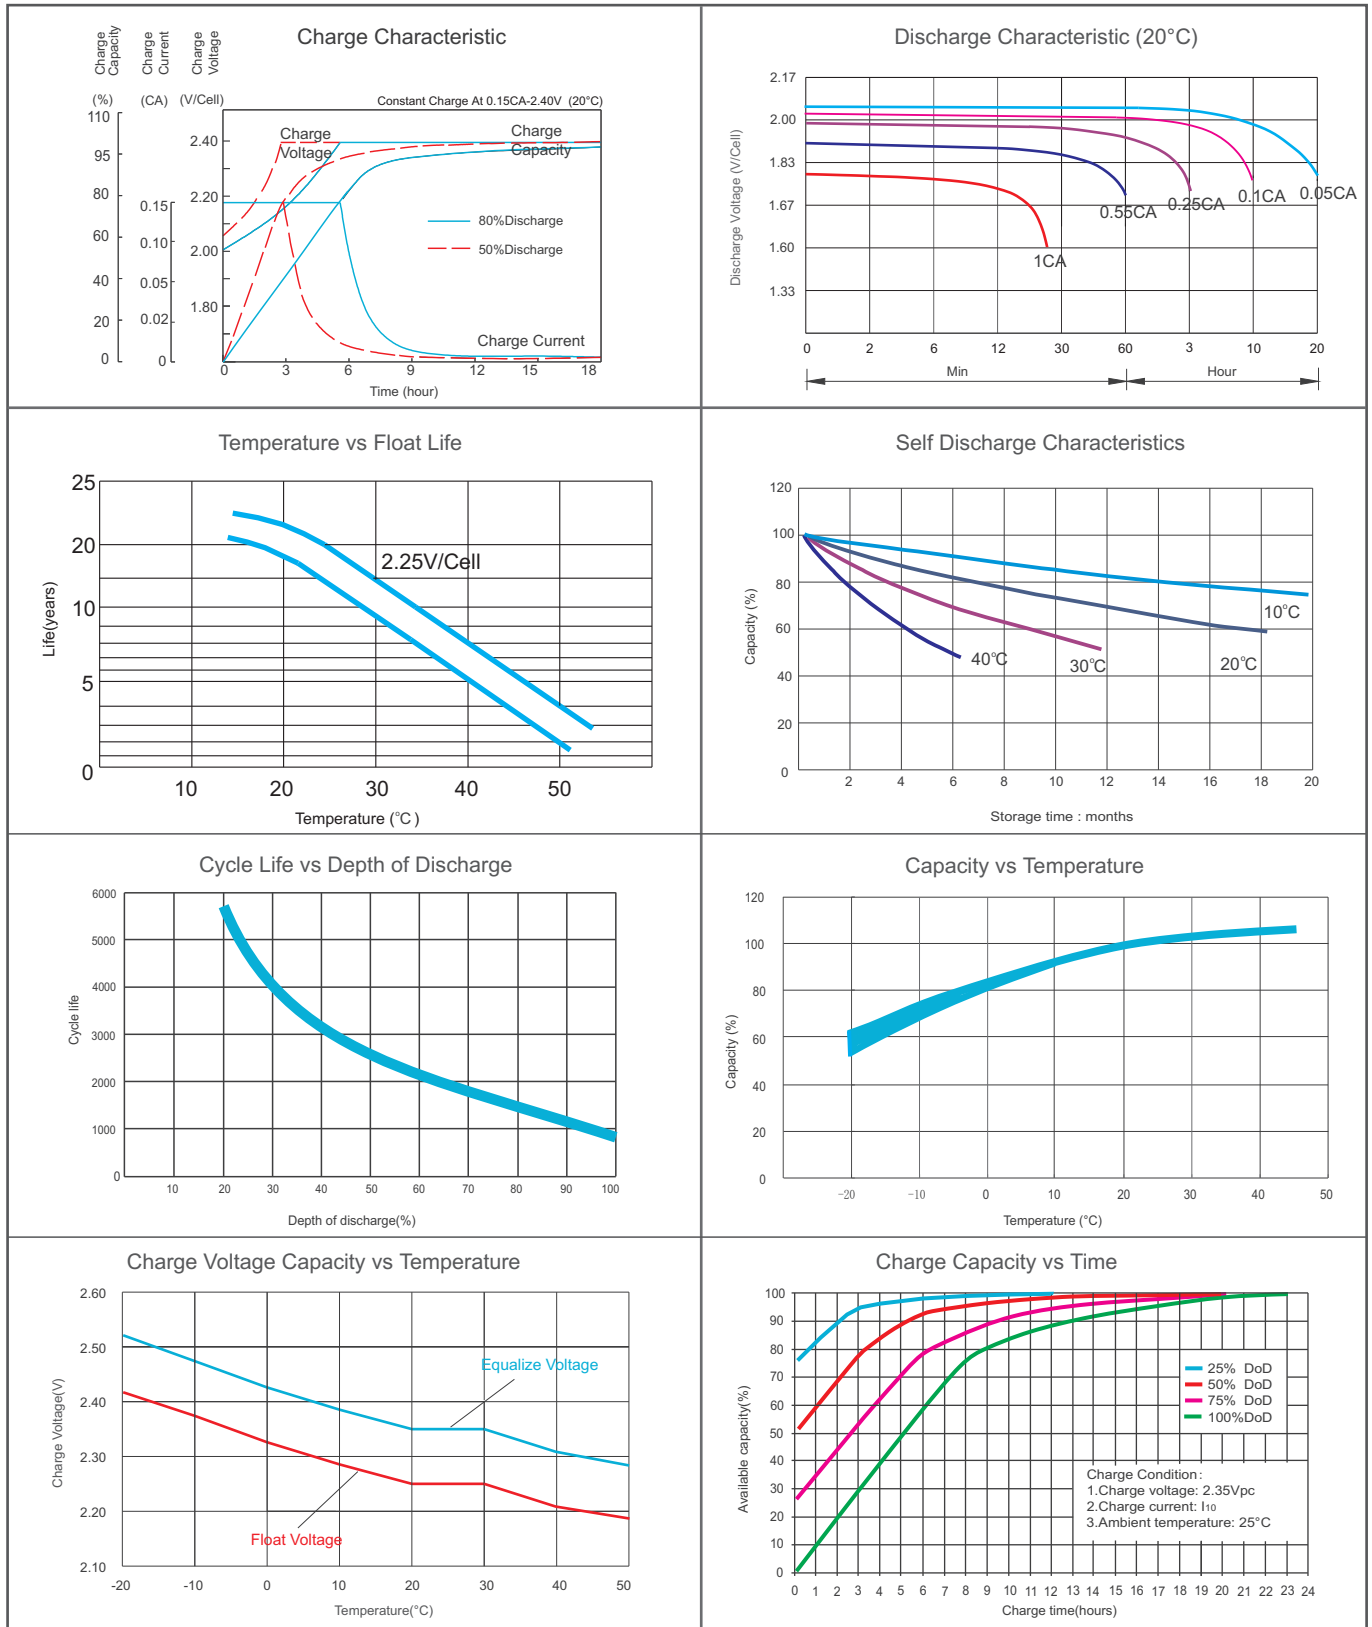 Charge Characteristic
Charge Capacity
Charge Current
Charge Voltage
(%) (CA) (V/Cell)
Constant Charge At 0.15CA-2.40V (20°C)
110
95
80
60
40
20
0
0.15
0.10
0.05
0.02
0
2.40
2.20
2.00
1.80
Charge
Voltage
Charge
Capacity
80%Discharge
50%Discharge
Charge Current
0 3 6 9 12 15 18
Time (hour)
Discharge Characteristic (20°C)
Discharge Voltage (V/Cell)
2.17
2.00
1.83
1.67
1.60
1.33
0.05CA
0.1CA
0.25CA
0.55CA
1CA
0 2 6 12 30 60 3 10 20
Min Hour
Temperature vs Float Life
Life(years)
25
20
10
5
0
2.25V/Cell
10 20 30 40 50
Temperature (°C)
Self Discharge Characteristics
Capacity (%)
120
100
80
60
40
20
0
10°C
20°C
30°C
40°C
2 4 6 8 10 12 14 16 18 20
Storage time : months
Cycle Life vs Depth of Discharge
Cycle life
6000
5000
4000
3000
2000
1000
0
10 20 30 40 50 60 70 80 90 100
Depth of discharge(%)
Capacity vs Temperature
Capacity (%)
120
100
80
60
40
20
0
-20 -10 0 10 20 30 40 50
Temperature (°C)
Charge Voltage Capacity vs Temperature
Charge Voltage(V)
2.60
2.50
2.40
2.30
2.20
2.10
Equalize Voltage
Float Voltage
-20 -10 0 10 20 30 40 50
Temperature(°C)
Charge Capacity vs Time
Available capacity(%)
100
90
80
70
60
50
40
30
20
10
0
25% DoD
50% DoD
75% DoD
100%DoD
Charge Condition:
1.Charge voltage: 2.35Vpc
2.Charge current: I10
3.Ambient temperature: 25°C
0 1 2 3 4 5 6 7 8 9 10 11 12 13 14 15 16 17 18 19 20 21 22 23 24
Charge time(hours)